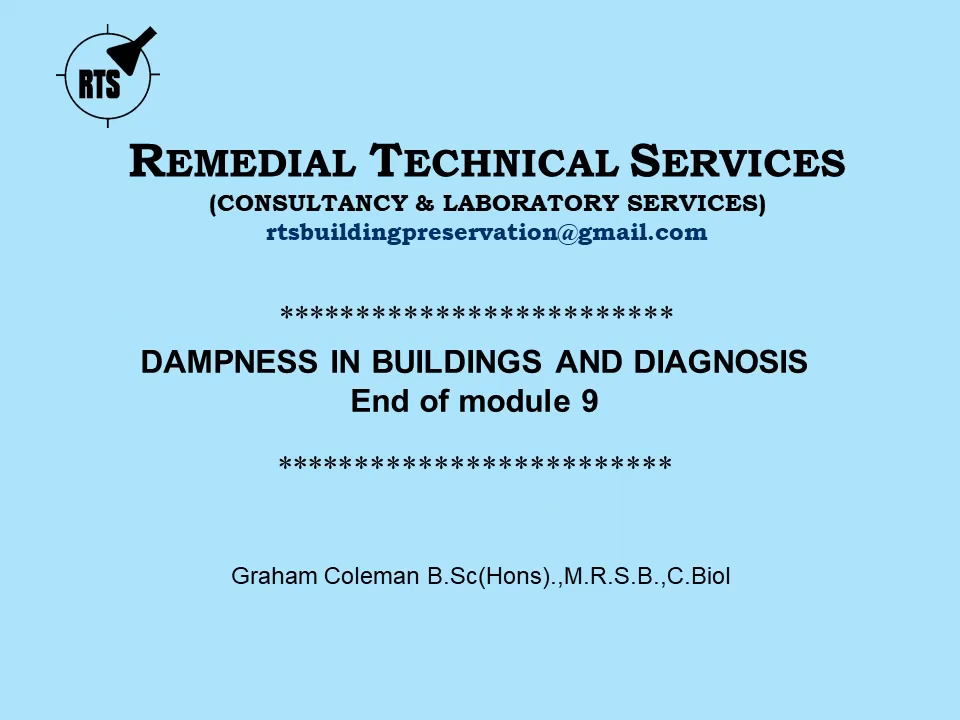 RTS
REMEDIAL TECHNICAL SERVICES
(CONSULTANCY & LABORATORY SERVICES)
rtsbuildingpreservation@gmail.com
*************************
DAMPNESS IN BUILDINGS AND DIAGNOSIS
End of module 9
*************************
Graham Coleman B.Sc(Hons).,M.R.S.B.,C.Biol